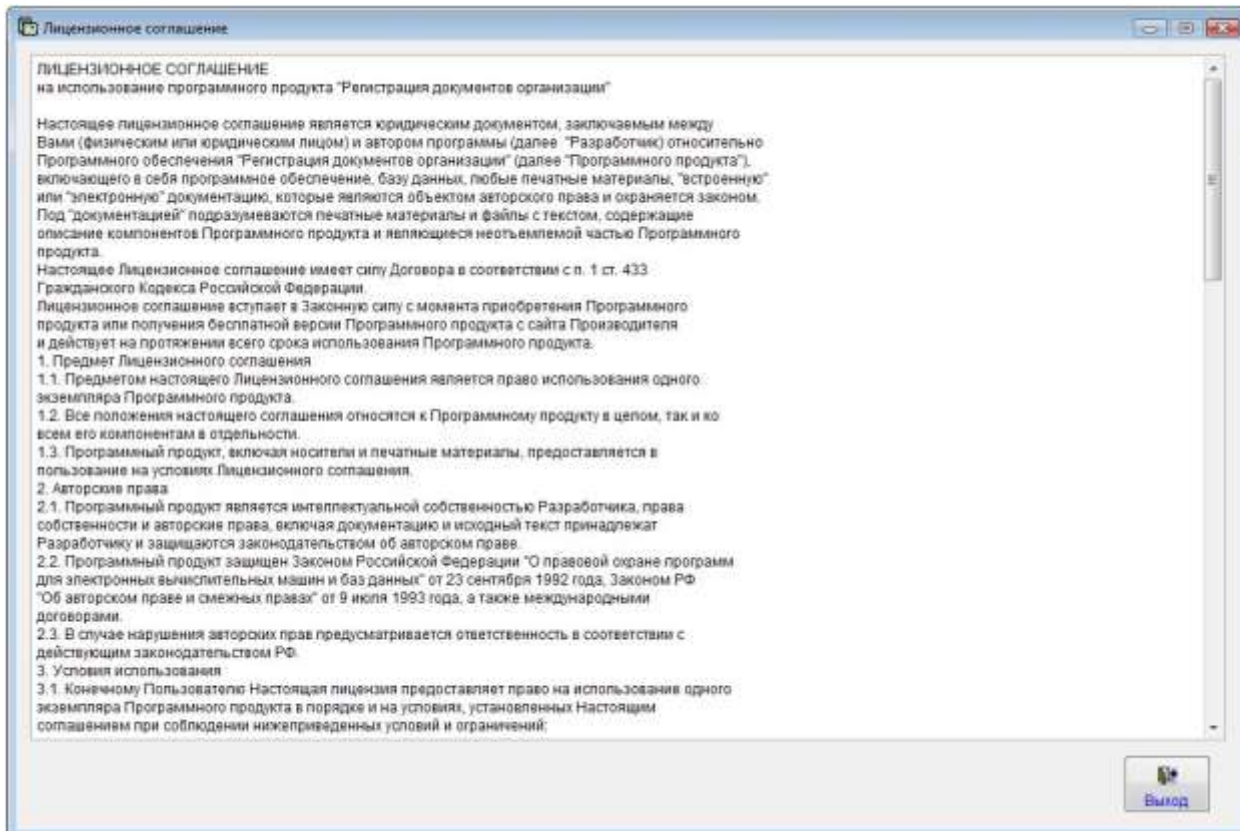 Лицензионное соглашение
ЛИЦЕНЗИОННОЕ СОГЛАШЕНИЕ
на использование программного продукта "Регистрация документов организации"
Настоящее лицензионное соглашение является юридическим документом, заключаемым между
Вами (физическим или юридическим лицом) и автором программы (далее "Разработчик) относительно
Программного обеспечения "Регистрация документов организации" (далее "Программного продукта"),
включающего в себя программное обеспечение, базу данных, любые печатные материалы, "встроенную"
или "электронную" документацию, которые являются объектом авторского права и охраняется законом.
Под "документацией" подразумеваются печатные материалы и файлы с текстом, содержащие
описание компонентов Программного продукта и являющиеся неотъемлемой частью Программного
продукта.
Настоящее Лицензионное соглашение имеет силу Договора в соответствии с п. 1 ст. 433
Гражданского Кодекса Российской Федерации.
Лицензионное соглашение вступает в Законную силу с момента приобретения Программного
продукта или получения бесплатной версии Программного продукта с сайта Производителя
и действует на протяжении всего срока использования Программного продукта.
1. Предмет Лицензионного соглашения
1.1. Предметом настоящего Лицензионного соглашения является право использования одного
экземпляра Программного продукта.
1.2. Все положения настоящего соглашения относятся к Программному продукту в целом, так и ко
всем его компонентам в отдельности.
1.3. Программный продукт, включая носители и печатные материалы, предоставляется в
пользование на условиях Лицензионного соглашения.
2. Авторские права
2.1. Программный продукт является интеллектуальной собственностью Разработчика, права
собственности и авторские права, включая документацию и исходный текст принадлежат
Разработчику и защищаются законодательством об авторском праве.
2.2. Программный продукт защищен Законом Российской Федерации "О правовой охране программ
для электронных вычислительных машин и баз данных" от 23 сентября 1992 года, Законом РФ
"Об авторском праве и смежных правах" от 9 июля 1993 года, а также международными
договорами.
2.3. В случае нарушения авторских прав предусматривается ответственность в соответствии с
действующим законодательством РФ.
3. Условия использования
3.1. Конечному Пользователю Настоящая лицензия предоставляет право на использование одного
экземпляра Программного продукта в порядке и на условиях, установленных Настоящим
соглашением при соблюдении нижеприведенных условий и ограничений:
Выход